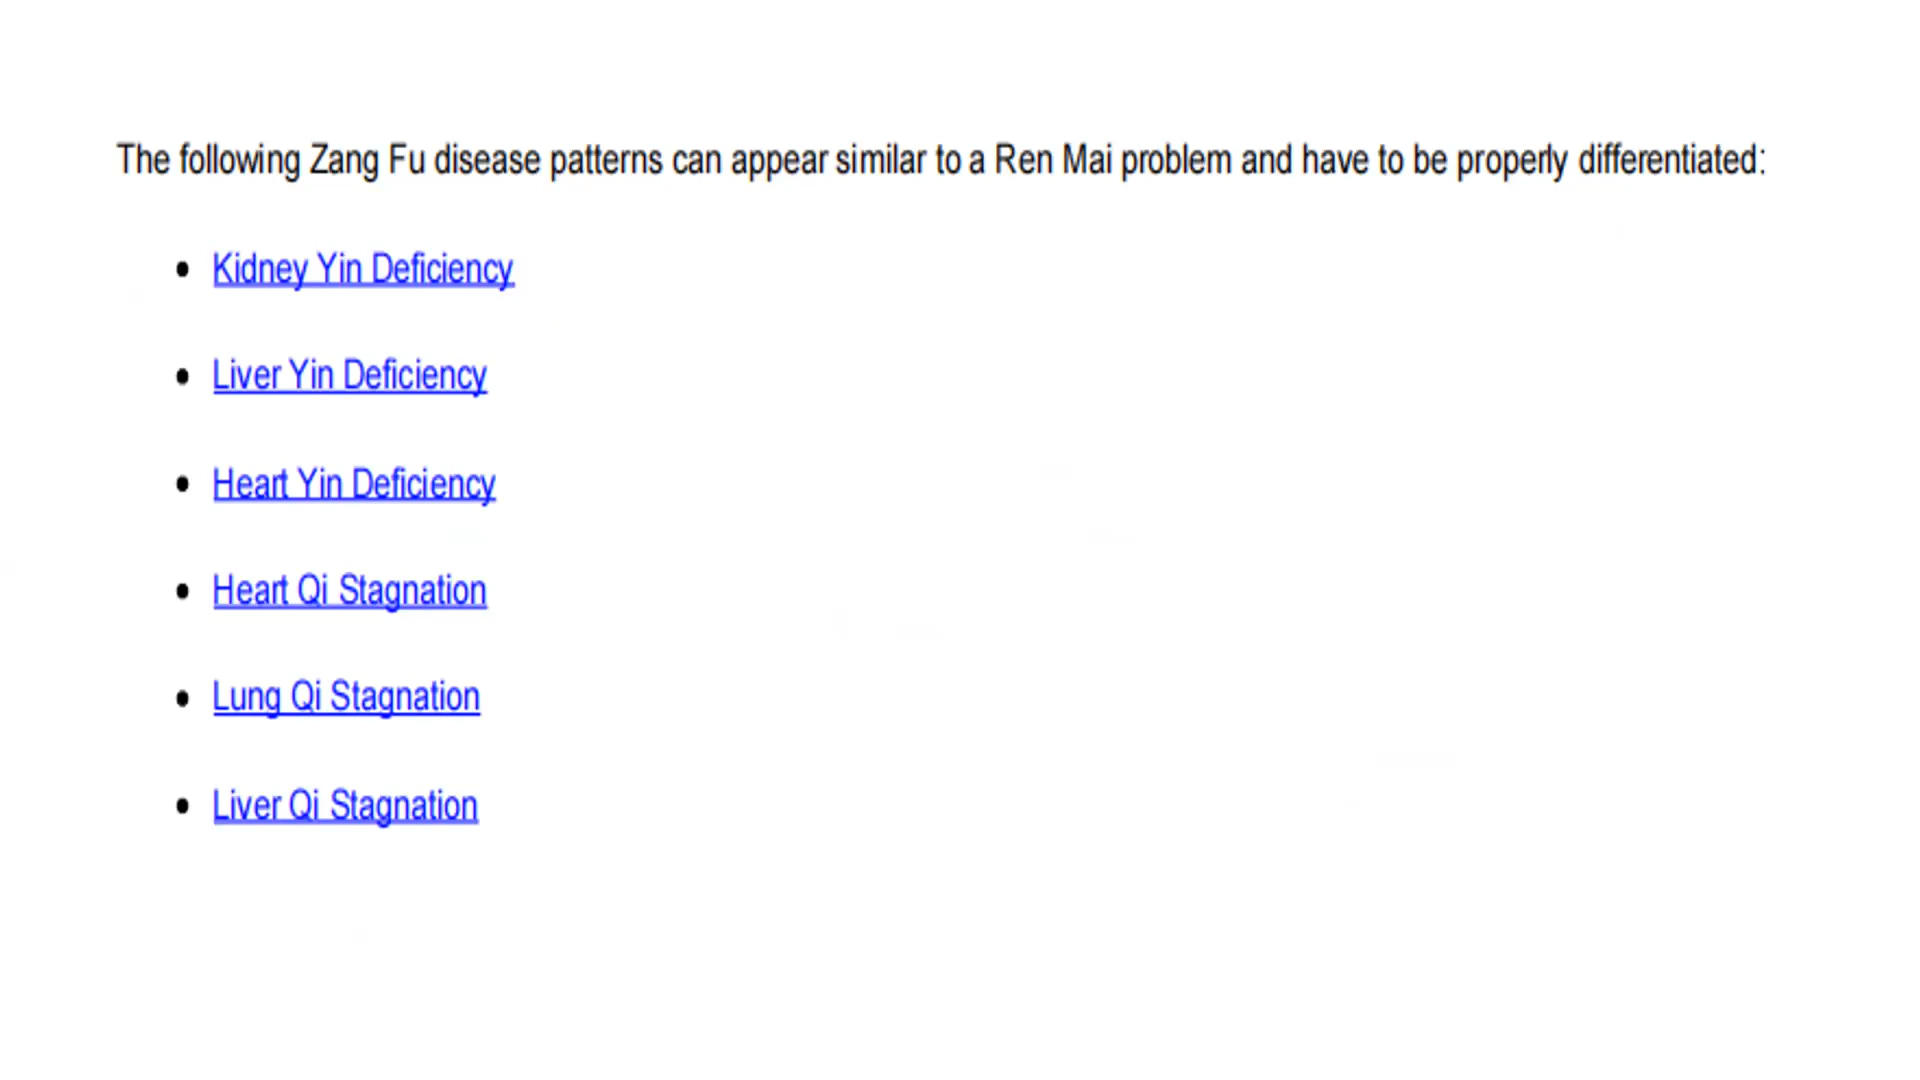 The following Zang Fu disease patterns can appear similar to a Ren Mai problem and have to be properly differentiated:
• Kidney Yin Deficiency
• Liver Yin Deficiency
• Heart Yin Deficiency
• Heart Qi Stagnation
• Lung Qi Stagnation
• Liver Qi Stagnation